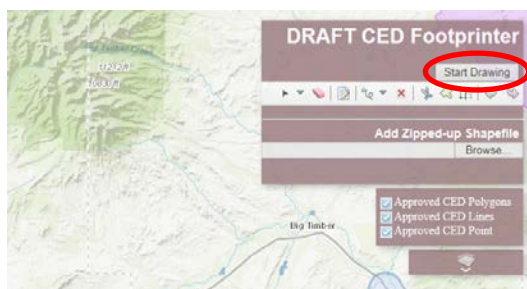 DRAFT CED Footprinter
Start Drawing
Add Zipped-up Shapefile
Browse...
Approved CED Polygons
Approved CED Lines
Approved CED Point
Big Timber